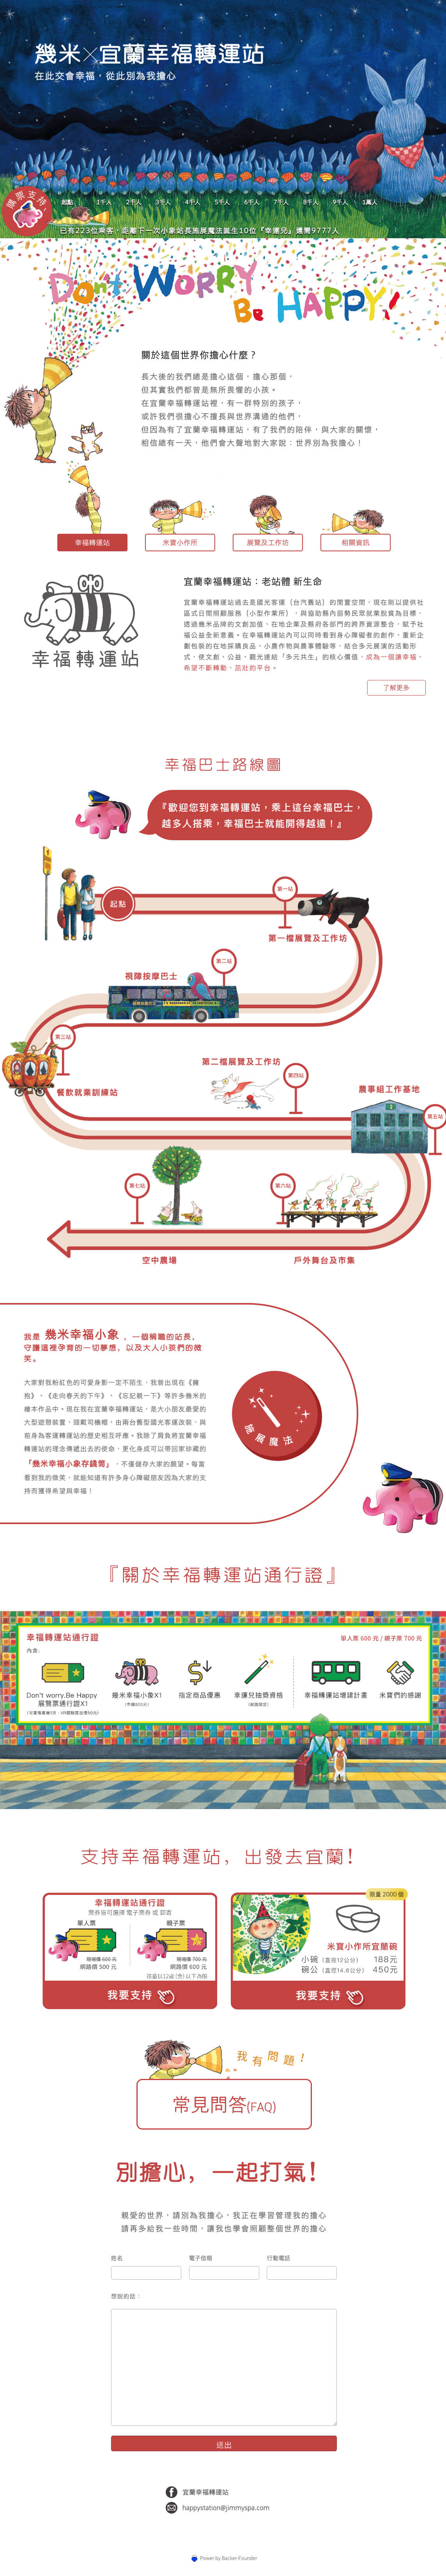 幾米×宜蘭幸福轉運站
在此交會幸福，從此別為我擔心
購票支持
起點 1千人 2千人 3千人 4千人 5千人 6千人 7千人 8千人 9千人 1萬人
已有223位乘客，距離下一次小象站長施展魔法誕生10位『幸運兒』還需9777人
Don't WORRY
BE HAPPY!
關於這個世界你擔心什麼？
長大後的我們總是擔心這個，擔心那個，
但其實我們都曾是無所畏懼的小孩。
在宜蘭幸福轉運站裡，有一群特別的孩子，
或許我們很擔心不擅長與世界溝通的他們，
但因為有了宜蘭幸福轉運站，有了我們的陪伴，與大家的關懷，
相信總有一天，他們會大聲地對大家說：世界別為我擔心！
幸福轉運站
米寶小作所
展覽及工作坊
相關資訊
幸福轉運站
宜蘭幸福轉運站：老站體 新生命
宜蘭幸福轉運站過去是國光客運｛台汽舊站｝的閒置空間，現在則以提供社
區式日間照顧服務｛小型作業所｝，與協助縣內弱勢民眾就業脫貧為目標，
透過幾米品牌的文創加值、在地企業及縣府各部門的跨界資源整合，賦予社
福公益全新意義。在幸福轉運站內可以同時看到身心障礙者的創作、重新企
劃包裝的在地採購良品、小農作物與農事體驗等，結合多元展演的活動形
式，使文創、公益、觀光連結「多元共生」的核心價值，成為一個讓幸福、
希望不斷轉動、茁壯的平台。
了解更多
幸福巴士路線圖
『歡迎您到幸福轉運站，乘上這台幸福巴士，
越多人搭乘，幸福巴士就能開得越遠！』
起點
第一站
第一檔展覽及工作坊
第二站
視障按摩巴士
第三站
餐飲就業訓練站
第二檔展覽及工作坊
第四站
農事組工作基地
第五站
第六站
戶外舞台及市集
第七站
空中農場
我是 幾米幸福小象 ，一個稱職的站長，
守護這裡孕育的一切夢想，以及大人小孩們的微
笑。
大家對我粉紅色的可愛身影一定不陌生，我曾出現在《擁
抱》、《走向春天的下午》、《忘記親一下》等許多幾米的
繪本作品中。現在我在宜蘭幸福轉運站，是大小朋友最愛的
大型遊憩裝置，頭戴司機帽，由兩台舊型國光客運改裝，與
前身為客運轉運站的歷史相互呼應。我除了肩負將宜蘭幸福
轉運站的理念傳遞出去的使命，更化身成可以帶回家珍藏的
「幾米幸福小象存錢筒」，不僅儲存大家的願望，每當
看到我的微笑，就能知道有許多身心障礙朋友因為大家的支
持而獲得希望與幸福！
施展魔法
『關於幸福轉運站通行證』
幸福轉運站通行證
單人票 600 元 / 親子票 700 元
內含:
Don't worry.Be Happy
展覽票通行證X1
幾米幸福小象X1
指定商品優惠
幸運兒抽獎資格
幸福轉運站增建計畫
米寶們的感謝
支持幸福轉運站，出發去宜蘭！
幸福轉運站通行證
票券皆可選擇 電子票券 或 郵寄
單人票
親子票
現場價 600 元
網路價 500 元
現場價 700 元
網路價 600 元
孩童以12歲 (含) 以下為限
我要支持
限量 2000 個
米寶小作所宜蘭碗
小碗（直徑12公分） 188元
碗公（直徑14.6公分） 450元
我要支持
我有問題！
常見問答(FAQ)
別擔心，一起打氣！
親愛的世界，請別為我擔心，我正在學習管理我的擔心
請再多給我一些時間，讓我也學會照顧整個世界的擔心
姓名
電子信箱
行動電話
想說的話：
送出
宜蘭幸福轉運站
happystation@jimmyspa.com
Power by Backer-Founder